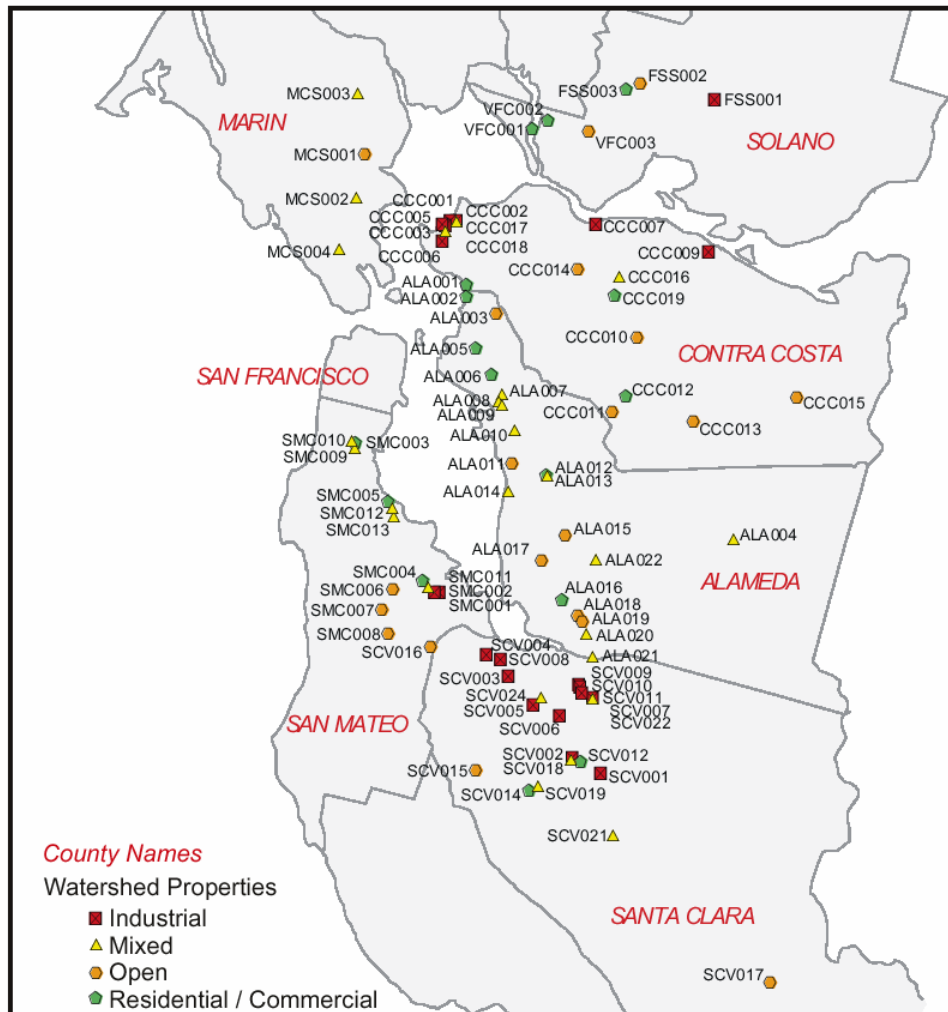 FSS002
FSS003
FSS001
MCS003
MARIN
VFC002
VFC001
VFC003
SOLANO
MCS001
MCS002
CCC001
CCC002
CCC005
CCC017
CCC007
CCC003
CCC018
CCC006
MCS004
CCC009
CCC014
CCC016
ALA001
ALA002
CCC019
ALA003
CCC010
ALA005
CONTRA COSTA
SAN FRANCISCO
ALA006
ALA007
CCC012
CCC015
ALA008
ALA009
CCC011
CCC013
ALA010
SMC010
SMC003
SMC009
ALA011
ALA012
ALA013
ALA014
SMC005
SMC012
SMC013
ALA015
ALA004
ALA017
ALA022
SMC004
SMC011
SMC006
SMC002
ALA016
ALAMEDA
SMC007
SMC001
ALA018
ALA019
SMC008
ALA020
SCV016
SCV004
SCV008
ALA021
SCV009
SCV003
SCV010
SCV024
SCV011
SCV005
SCV007
SCV006
SCV022
SAN MATEO
SCV002
SCV012
SCV018
SCV015
SCV001
SCV014
SCV019
SCV021
County Names
Watershed Properties
Industrial
SANTA CLARA
Mixed
Open
SCV017
Residential / Commercial